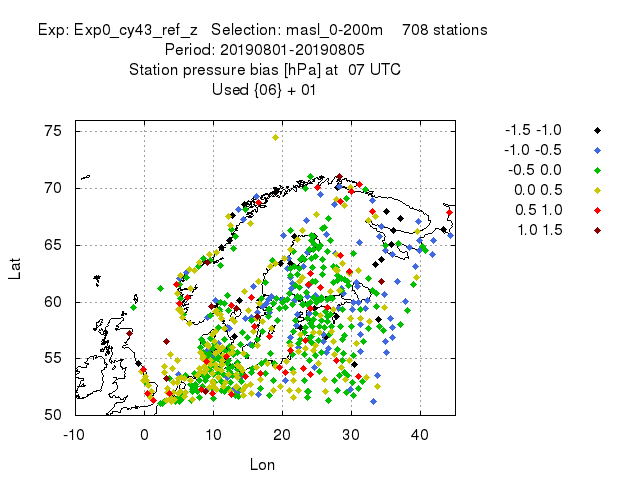 Exp: Exp0_cy43_ref_z   Selection: masl_0-200m    708 stations
Period: 20190801-20190805
Station pressure bias [hPa] at  07 UTC
Used {06} + 01
-1.5 -1.0
-1.0 -0.5
-0.5 0.0
0.0 0.5
0.5 1.0
1.0 1.5
75
70
65
60
55
50
Lat
-10 0 10 20 30 40
Lon